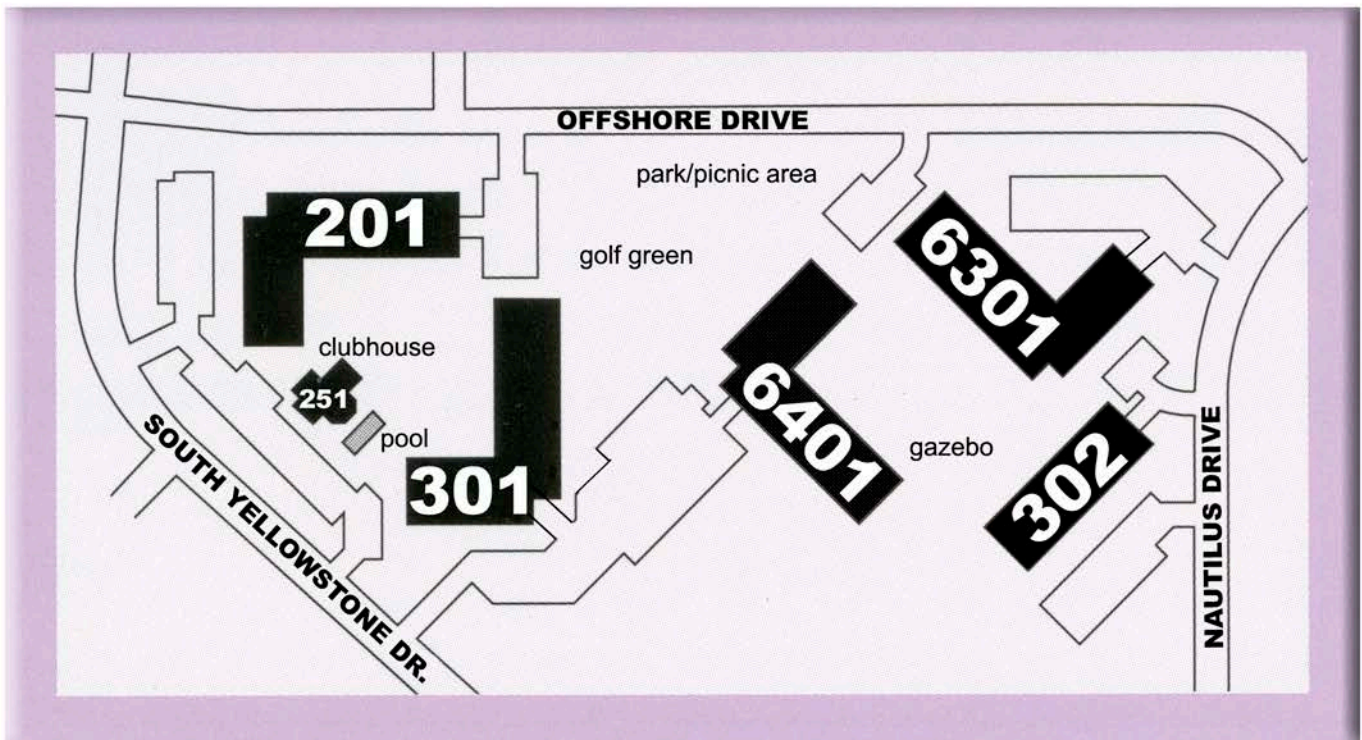 OFFSHORE DRIVE
park/picnic area
201
golf green
6301
clubhouse
251
pool
6401
gazebo
301
302
SOUTH YELLOWSTONE DR.
NAUTILUS DRIVE